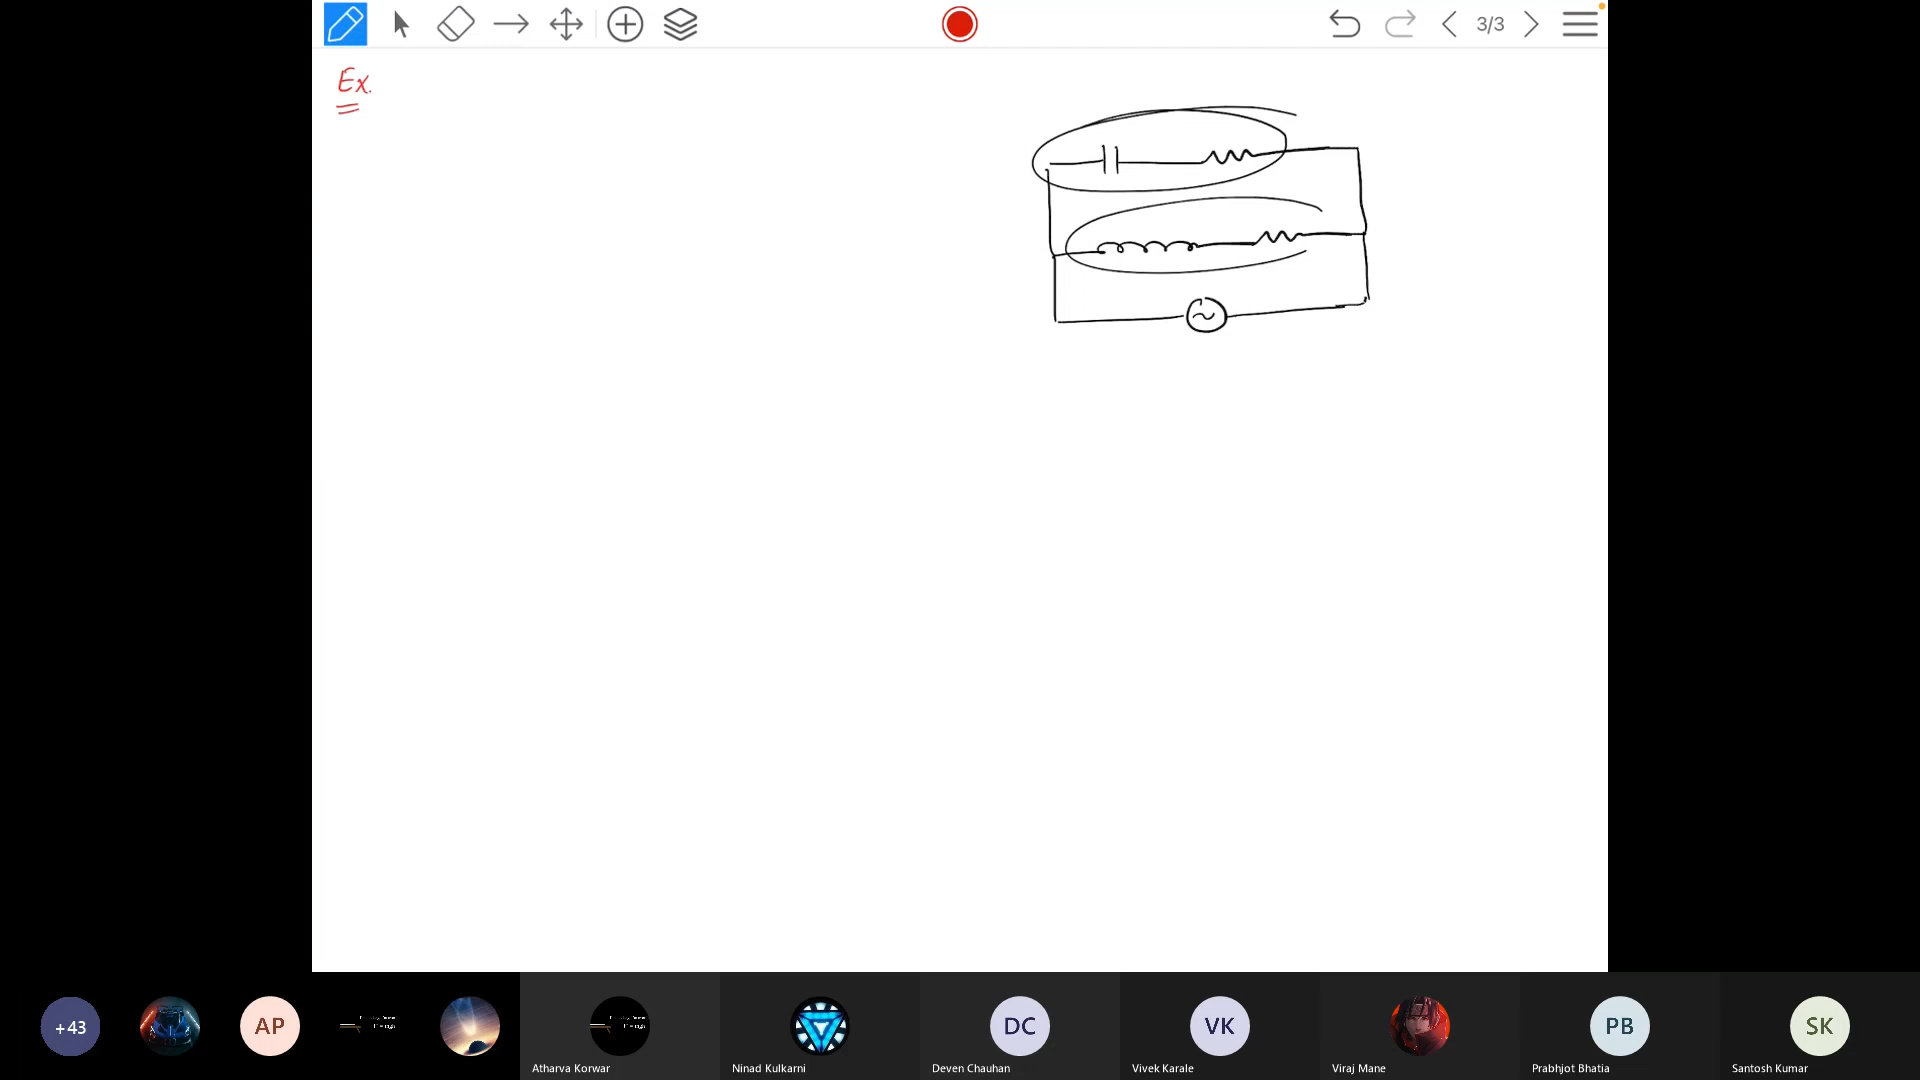 3/3
Ex.
+43
AP
DC
VK
PB
SK
Atharva Korwar
Ninad Kulkarni
Deven Chauhan
Vivek Karale
Viraj Mane
Prabhjot Bhatia
Santosh Kumar